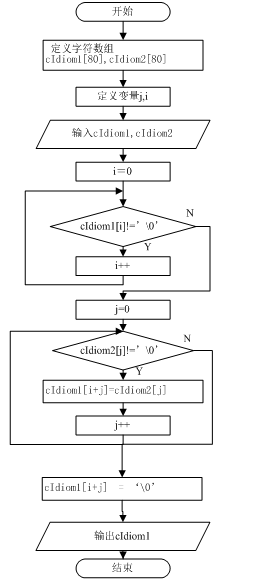 开始
定义字符数组
cIdiom1[80],cIdiom2[80]
定义变量j,i
输入cIdiom1,cIdiom2
i=0
cIdiom1[i]!=’\0’
N
Y
i++
j=0
cIdiom2[j]!=’\0’
N
Y
cIdiom1[i+j]=cIdiom2[j]
j++
cIdiom1[i+j] = ‘\0’
输出cIdiom1
结束